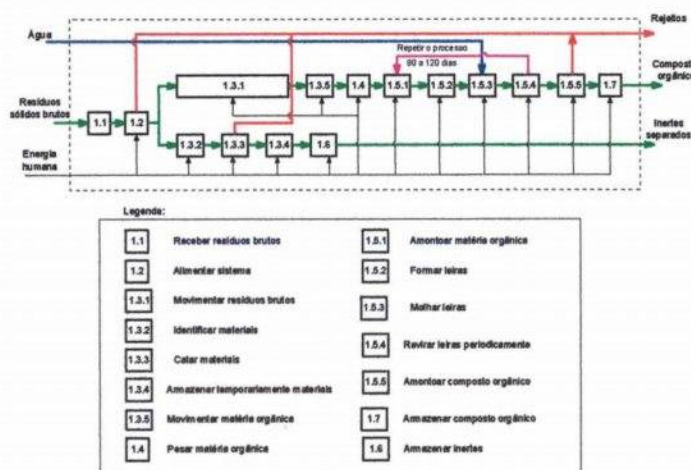 Rejeitos
Água
Repetir o processo
90 a 120 dias
Composto
orgânico
1.3.1
1.3.5
1.4
1.5.1
1.5.2
1.5.3
1.5.4
1.5.5
1.7
Resíduos
sólidos brutos
1.1
1.2
Inertes
separados
1.3.2
1.3.3
1.3.4
1.6
Energia
humana
Legenda:
1.1 Receber resíduos brutos
1.2 Alimentar sistema
1.3.1 Movimentar resíduos brutos
1.3.2 Identificar materiais
1.3.3 Catar materiais
1.3.4 Armazenar temporariamente materiais
1.3.5 Movimentar matéria orgânica
1.4 Pesar matéria orgânica
1.5.1 Amontoar matéria orgânica
1.5.2 Formar leiras
1.5.3 Molhar leiras
1.5.4 Revirar leiras periodicamente
1.5.5 Amontoar composto orgânico
1.7 Armazenar composto orgânico
1.6 Armazenar inertes